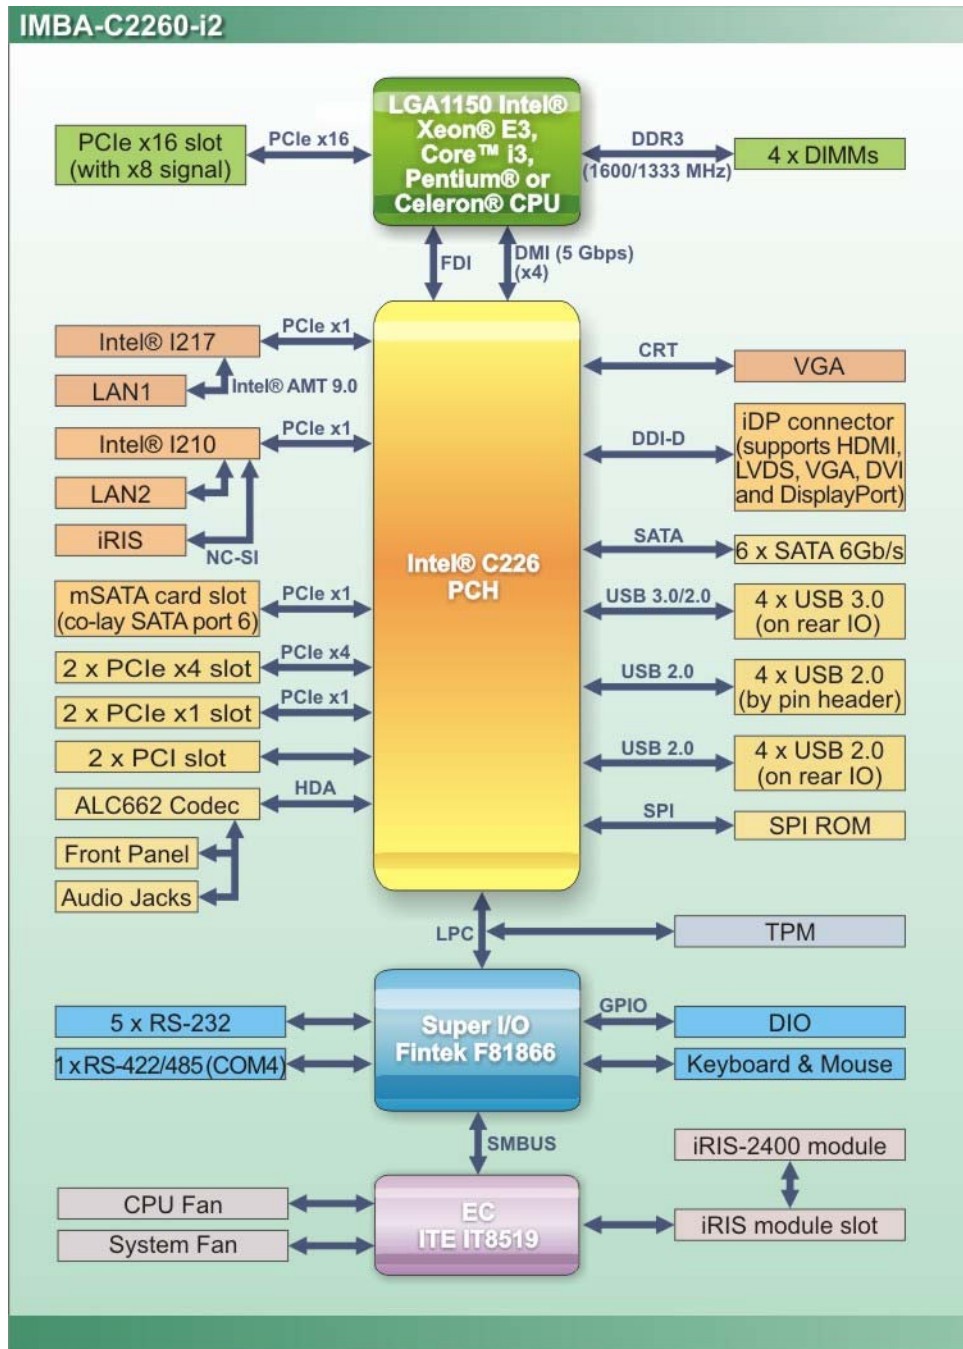 IMBA-C2260-i2
LGA1150 Intel®
Xeon® E3,
Core™ i3,
Pentium® or
Celeron® CPU
PCIe x16 slot
(with x8 signal)
PCIe x16
DDR3
(1600/1333 MHz)
4 x DIMMs
FDI
DMI (5 Gbps)
(x4)
Intel® C226
PCH
Intel® I217
PCIe x1
LAN1
Intel® AMT 9.0
Intel® I210
PCIe x1
LAN2
iRIS
NC-SI
mSATA card slot
(co-lay SATA port 6)
PCIe x1
2 x PCIe x4 slot
PCIe x4
2 x PCIe x1 slot
PCIe x1
2 x PCI slot
ALC662 Codec
HDA
Front Panel
Audio Jacks
CRT
VGA
DDI-D
iDP connector
(supports HDMI,
LVDS, VGA, DVI
and DisplayPort)
SATA
6 x SATA 6Gb/s
USB 3.0/2.0
4 x USB 3.0
(on rear IO)
USB 2.0
4 x USB 2.0
(by pin header)
USB 2.0
4 x USB 2.0
(on rear IO)
SPI
SPI ROM
LPC
TPM
Super I/O
Fintek F81866
5 x RS-232
1 x RS-422/485 (COM4)
GPIO
DIO
Keyboard & Mouse
SMBUS
EC
ITE IT8519
CPU Fan
System Fan
iRIS-2400 module
iRIS module slot